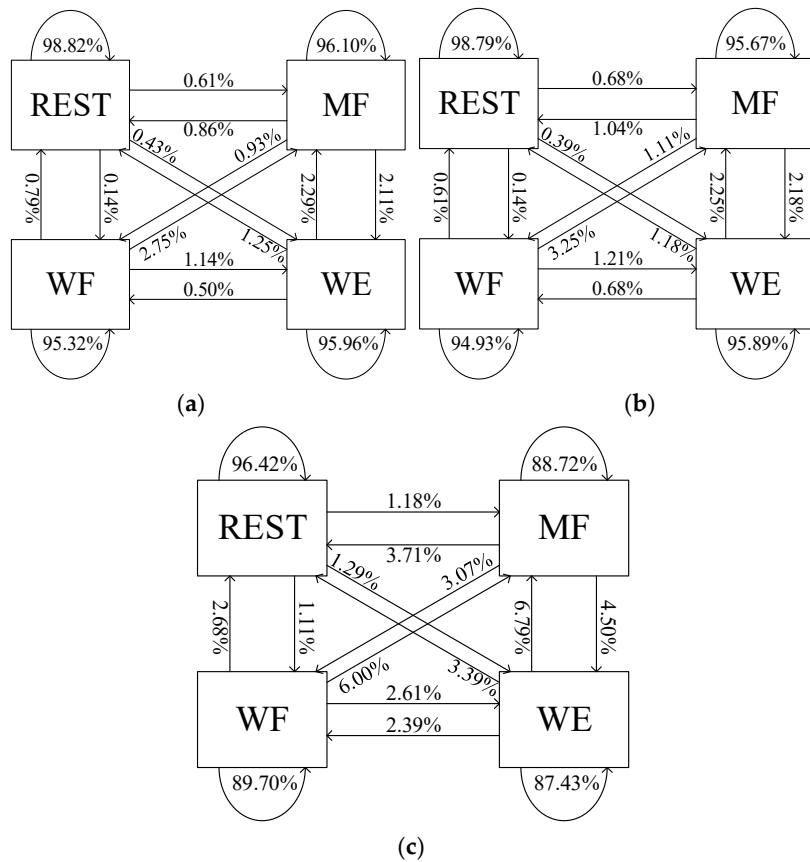 98.82% 96.10%
REST 0.61% MF
0.86%
0.43% 0.93%
0.79% 0.14% 2.29% 2.11%
2.75% 1.25%
WF 1.14% WE
0.50%
95.32% 95.96%
(a)
98.79% 95.67%
REST 0.68% MF
1.04%
0.39% 1.11%
0.61% 0.14% 2.25% 2.18%
3.25% 1.18%
WF 1.21% WE
0.68%
94.93% 95.89%
(b)
96.42% 88.72%
REST 1.18% MF
3.71%
1.29% 3.07%
2.68% 1.11% 6.79% 4.50%
6.00% 3.39%
WF 2.61% WE
2.39%
89.70% 87.43%
(c)